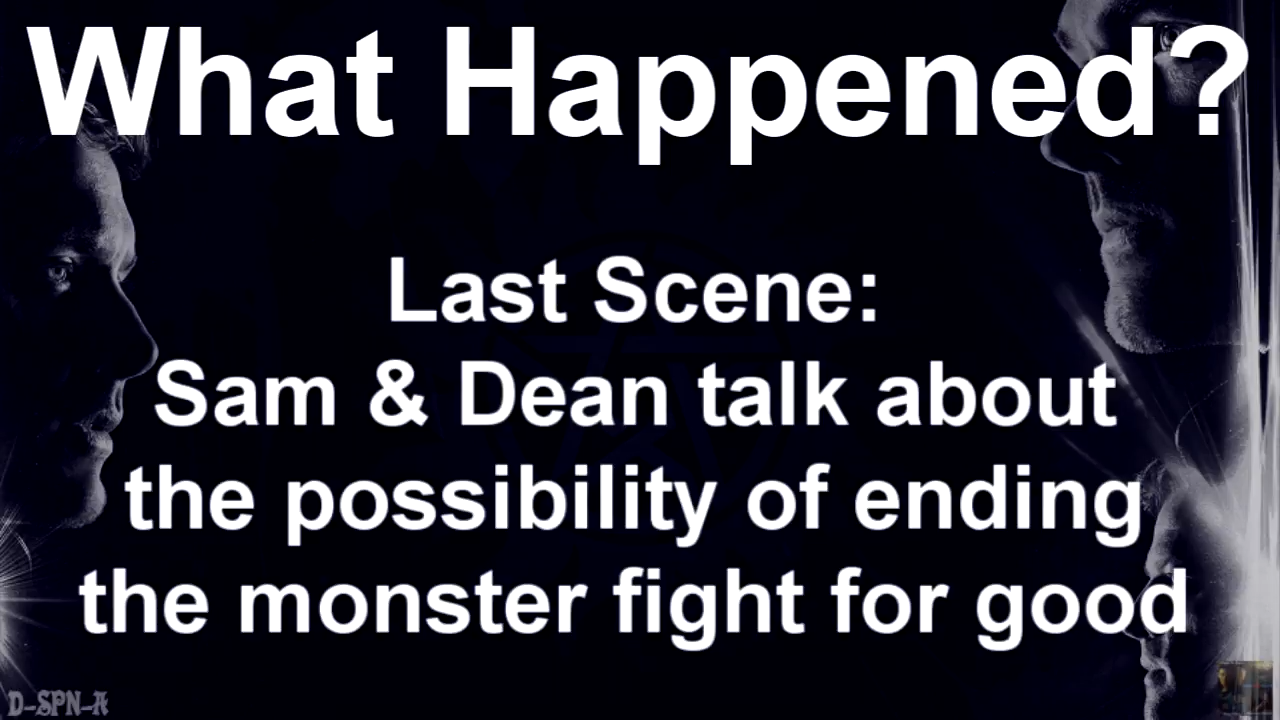 What Happened?
Last Scene:
Sam & Dean talk about
the possibility of ending
the monster fight for good
D-SPN-A